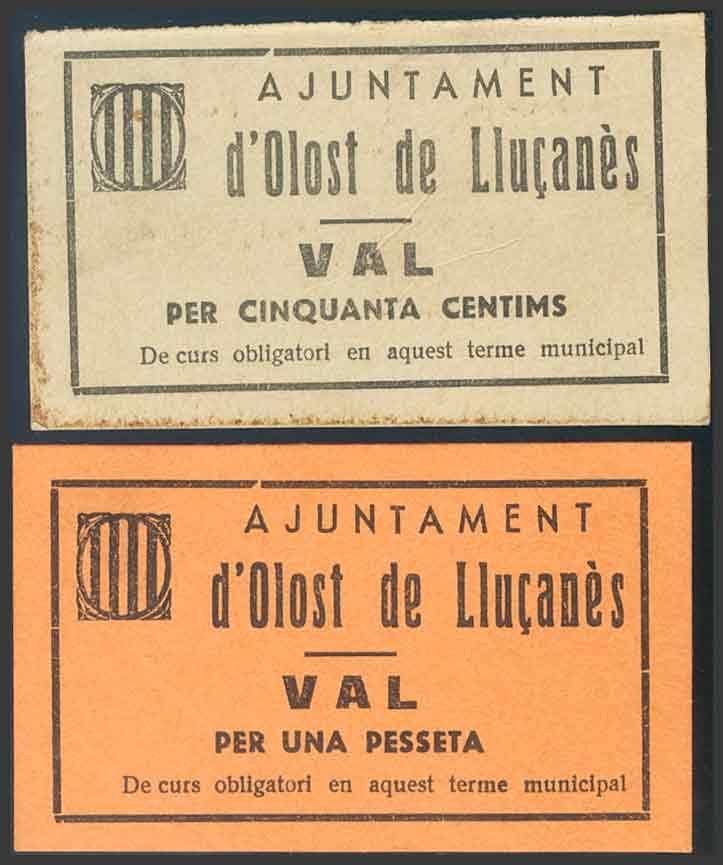 AJUNTAMENT
d'Olost de Lluçanès
VAL
PER CINQUANTA CENTIMS
De curs obligatori en aquest terme municipal
AJUNTAMENT
d'Olost de Lluçanès
VAL
PER UNA PESSETA
De curs obligatori en aquest terme municipal